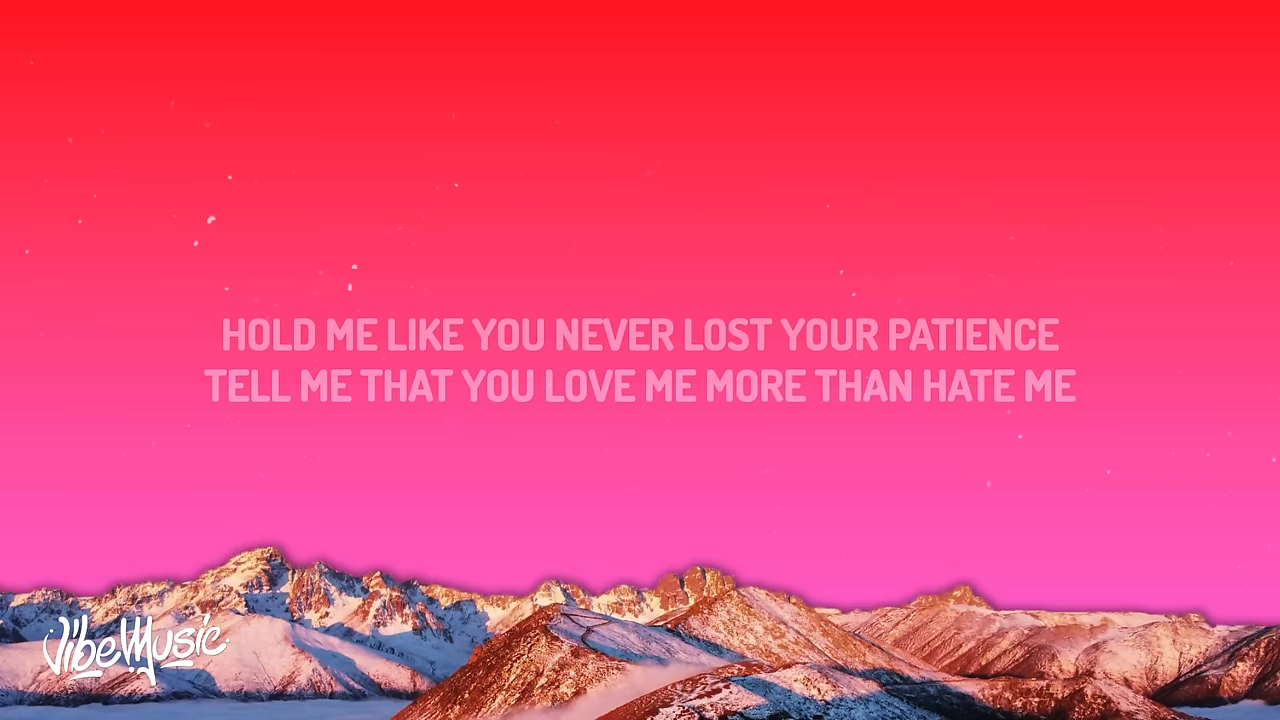 HOLD ME LIKE YOU NEVER LOST YOUR PATIENCE
TELL ME THAT YOU LOVE ME MORE THAN HATE ME
VibeMusic